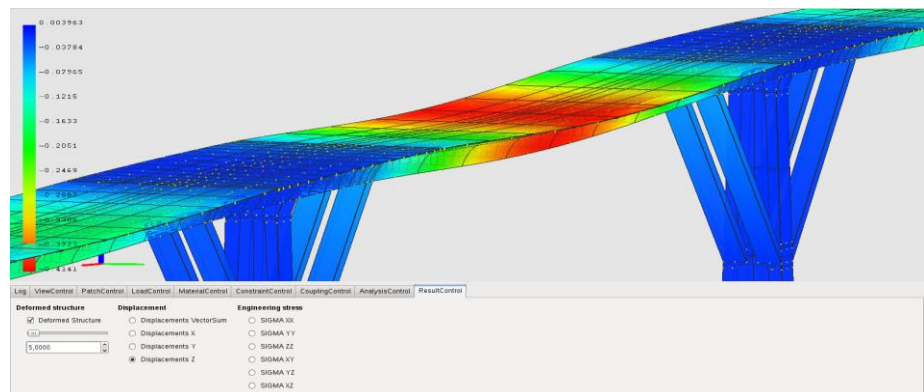 0.003963
-0.03784
-0.07965
-0.1215
-0.1633
-0.2051
-0.2469
Log ViewControl PatchControl LoadControl MaterialControl ConstraintControl CouplingControl AnalysisControl ResultControl
Deformed structure Displacement Engineering stress
Deformed Structure Displacements VectorSum SIGMA XX
Displacements X SIGMA YY
5,0000 Displacements Y SIGMA ZZ
Displacements Z SIGMA XY
SIGMA YZ
SIGMA XZ